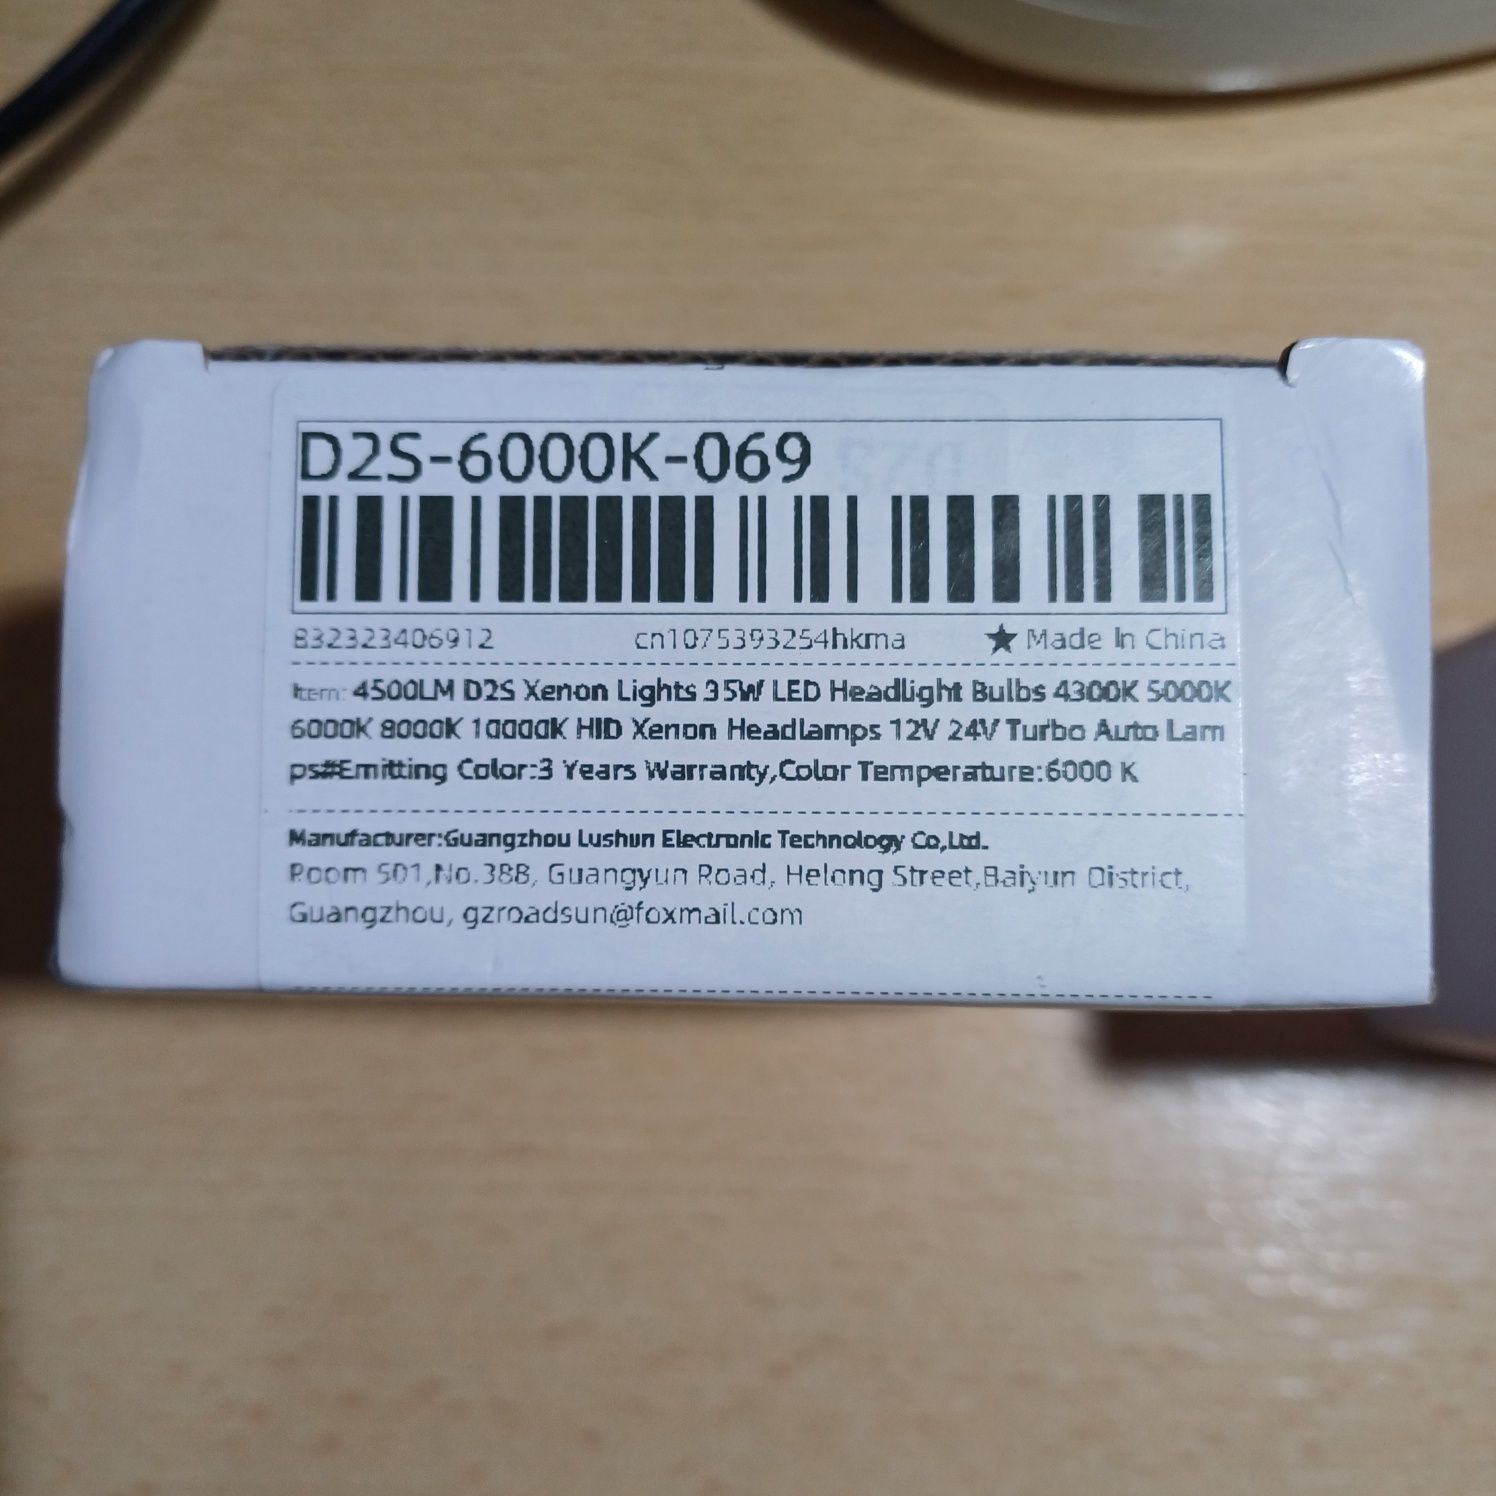 D2S-6000K-069
832323406912 cn1075393254hkma ★Made In China
Item: 4500LM D2S Xenon Lights 35W LED Headlight Bulbs 4300K 5000K
6000K 8000K 10000K HID Xenon Headlamps 12V 24V Turbo Auto Lam
ps#Emitting Color:3 Years Warranty,Color Temperature:6000 K
Manufacturer:Guangzhou Lushun Electronic Technology Co,Ltd.
Room 501,No.388, Guangyun Road, Helong Street,Baiyun District,
Guangzhou, gzroadsun@foxmail.com